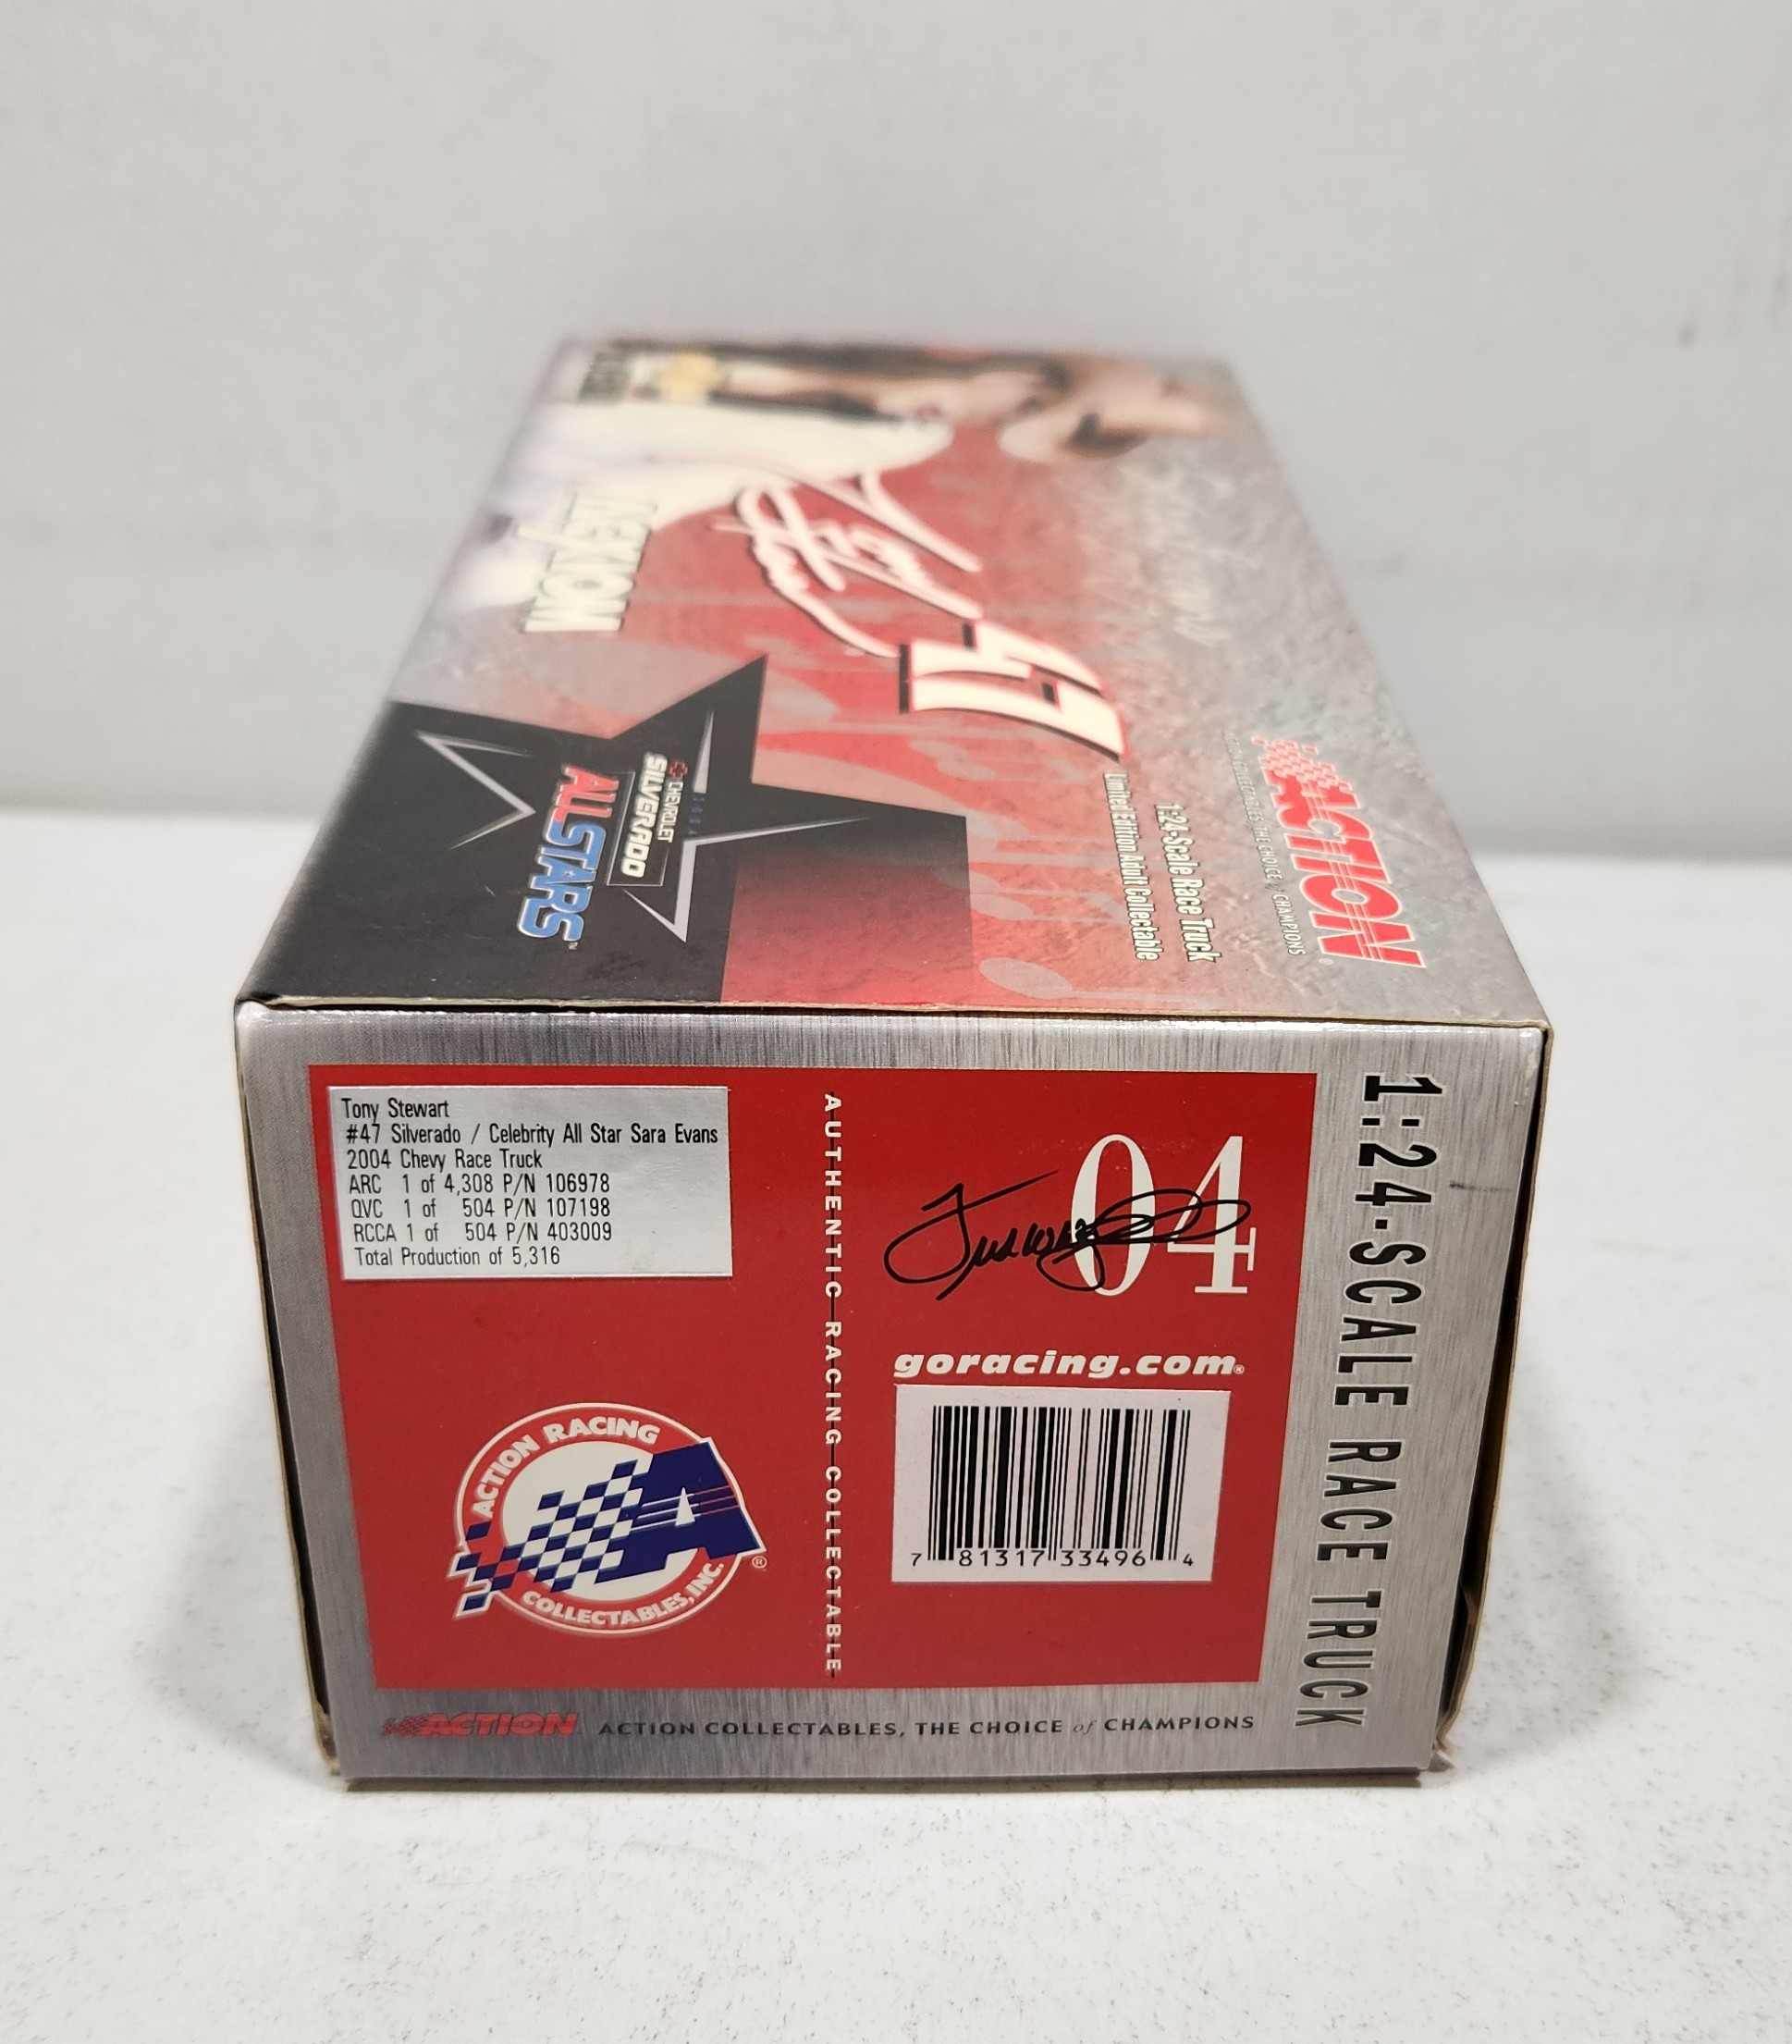 47
NEXTEL
CHEVROLET
SILVERADO
ALL STARS™
1:24-Scale Race Truck
Limited Edition Adult Collectable
ACTION®
ACTION COLLECTABLES, THE CHOICE of CHAMPIONS
Tony Stewart
#47 Silverado / Celebrity All Star Sara Evans
2004 Chevy Race Truck
ARC 1 of 4,308 P/N 106978
QVC 1 of 504 P/N 107198
RCCA 1 of 504 P/N 403009
Total Production of 5,316
AUTHENTIC RACING COLLECTABLE
04
goracing.com®
7 81317 33496 4
ACTION RACING
COLLECTABLES, INC.
A
®
1:24-SCALE RACE TRUCK
ACTION
ACTION COLLECTABLES, THE CHOICE of CHAMPIONS